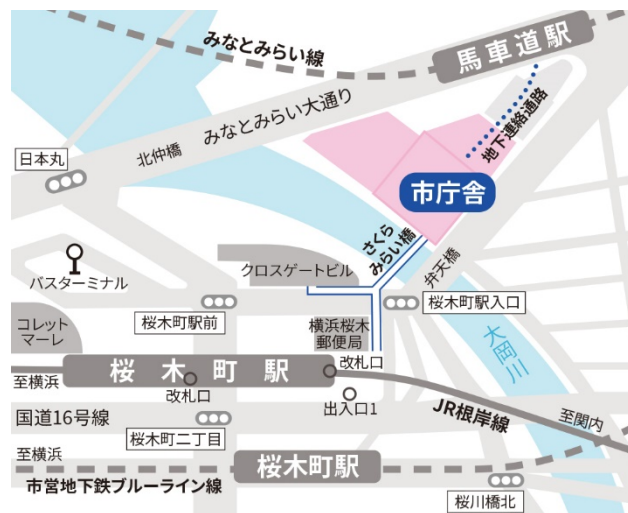 みなとみらい線
馬車道駅
みなとみらい大通り
地下連絡通路
日本丸
北仲橋
市庁舎
さくら
みらい橋
弁天橋
クロスゲートビル
バスターミナル
桜木町駅前
桜木町駅入口
コレット
マーレ
横浜桜木
郵便局
大岡川
改札口
桜木町駅
至横浜
改札口
出入口1
国道16号線
JR根岸線
至関内
桜木町二丁目
至横浜
桜木町駅
市営地下鉄ブルーライン線
桜川橋北